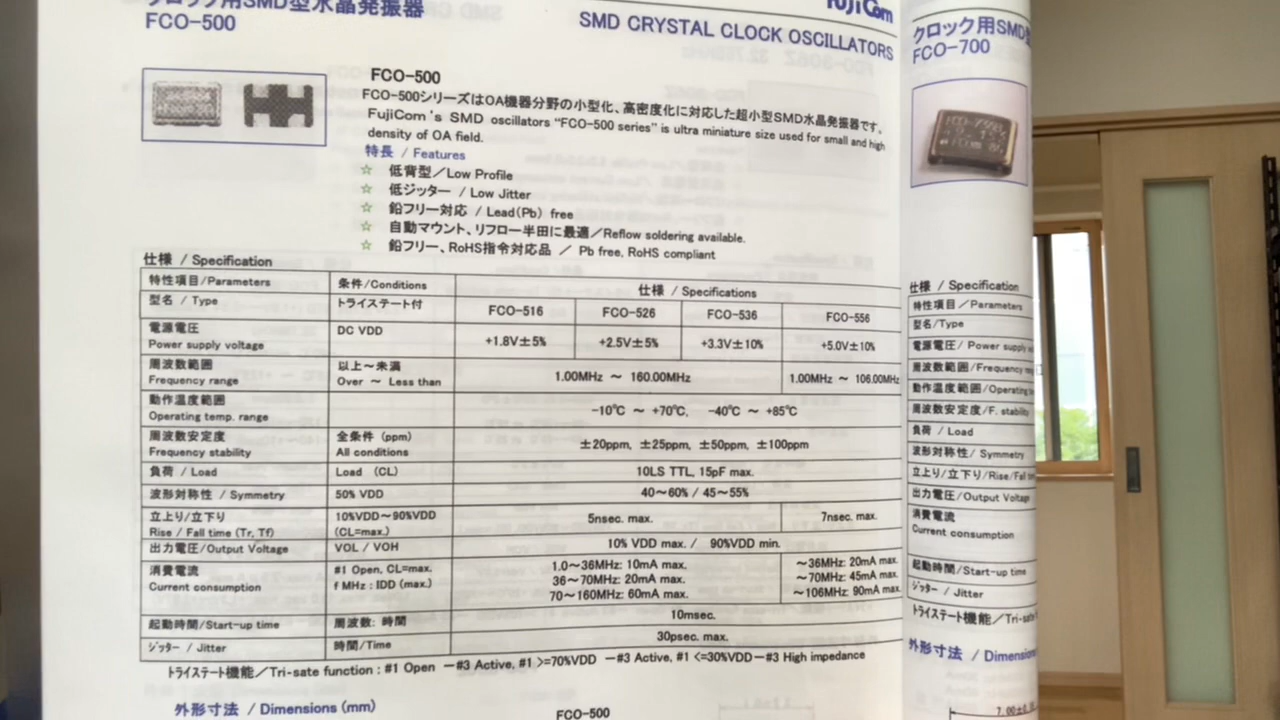 クロック用SMD型水晶発振器
FCO-500
FujiCom
SMD CRYSTAL CLOCK OSCILLATORS
FCO-500
FCO-500シリーズはOA機器分野の小型化、高密度化に対応した超小型SMD水晶発振器です。
FujiCom's SMD oscillators "FCO-500 series" is ultra miniature size used for small and high
density of OA field.
特長 / Features
☆ 低背型／Low Profile
☆ 低ジッター / Low Jitter
☆ 鉛フリー対応 / Lead(Pb) free
☆ 自動マウント、リフロー半田に最適／Reflow soldering available.
☆ 鉛フリー、RoHS指令対応品 ／ Pb free, RoHS compliant
仕様 / Specification
特性項目/Parameters 条件/Conditions 仕様 / Specifications
型名 / Type トライステート付 FCO-516 FCO-526 FCO-536 FCO-556
電源電圧 DC VDD +1.8V±5% +2.5V±5% +3.3V±10% +5.0V±10%
Power supply voltage
周波数範囲 以上～未満 1.00MHz ～ 160.00MHz 1.00MHz ～ 106.00MHz
Frequency range Over ～ Less than
動作温度範囲 -10℃ ～ +70℃, -40℃ ～ +85℃
Operating temp. range
周波数安定度 全条件 (ppm) ±20ppm, ±25ppm, ±50ppm, ±100ppm
Frequency stability All conditions
負荷 / Load Load (CL) 10LS TTL, 15pF max.
波形対称性 / Symmetry 50% VDD 40～60% / 45～55%
立上り/立下り 10%VDD～90%VDD 5nsec. max. 7nsec. max.
Rise / Fall time (Tr, Tf) (CL=max.)
出力電圧/Output Voltage VOL / VOH 10% VDD max. / 90%VDD min.
消費電流 #1 Open, CL=max. 1.0～36MHz: 10mA max. ～36MHz: 20mA max.
Current consumption f MHz : IDD (max.) 36～70MHz: 20mA max. ～70MHz: 45mA max.
70～160MHz: 60mA max. ～106MHz: 90mA max.
起動時間/Start-up time 周波数: 時間 10msec.
ジッター / Jitter 時間/Time 30psec. max.
トライステート機能／Tri-sate function : #1 Open －#3 Active, #1 >=70%VDD －#3 Active, #1 <=30%VDD－#3 High impedance
外形寸法 / Dimensions (mm)
FCO-500
クロック用SMD
FCO-700
仕様 / Specification
特性項目／Parameters
型名/Type
電源電圧/ Power supply
周波数範囲/Frequency
動作温度範囲/Operating
周波数安定度/F. stability
負荷 / Load
波形対称性/ Symmetry
立上り/立下り/Rise/Fall
出力電圧/Output Voltage
消費電流
Current consumption
起動時間/Start-up time
ジッター / Jitter
トライステート機能／Tri-sate
外形寸法 / Dimensions